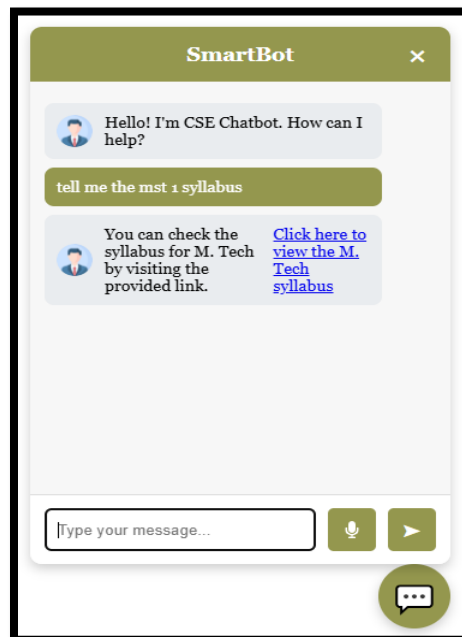 SmartBot ×
Hello! I'm CSE Chatbot. How can I
help?
tell me the mst 1 syllabus
You can check the
syllabus for M. Tech
by visiting the
provided link.
Click here to
view the M.
Tech
syllabus
Type your message...